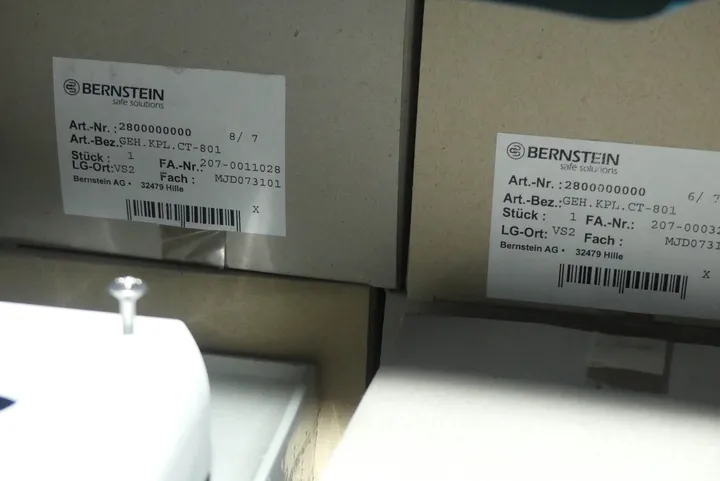 BERNSTEIN
safe solutions
Art.-Nr.: 2800000000 8/ 7
Art.-Bez.: GEH.KPL.CT-801
Stück : 1 FA.-Nr.: 207-0011028
LG-Ort: VS2 Fach : MJD073101
Bernstein AG • 32479 Hille
X
BERNSTEIN
safe solutions
Art.-Nr.: 2800000000 6/ 7
Art.-Bez.: GEH.KPL.CT-801
Stück : 1 FA.-Nr.: 207-00032
LG-Ort: VS2 Fach : MJD0731
Bernstein AG • 32479 Hille
X